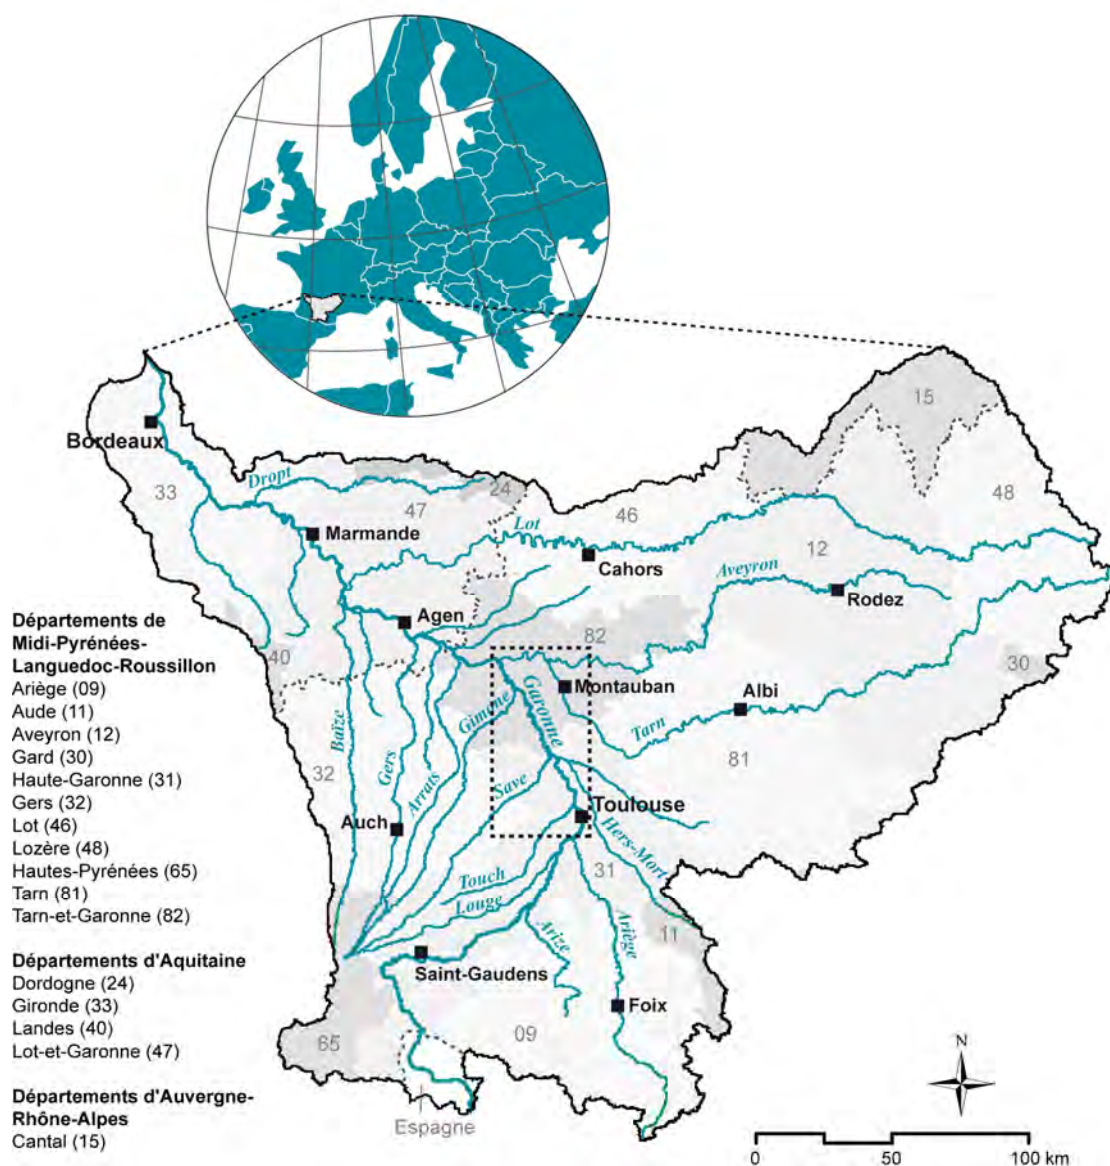 15
Bordeaux
Dropt
33
24
48
47
46
Marmande
Lot
12
Cahors
Aveyron
Rodez
Agen
82
40
30
Montauban
Albi
Garonne
Gimone
Tarn
Baïze
81
32
Gers
Arrats
Save
Toulouse
Auch
Hers-Mort
31
Touch
Louge
Ariège
Arize
11
Saint-Gaudens
Foix
65
09
Espagne
Départements de
Midi-Pyrénées-
Languedoc-Roussillon
Ariège (09)
Aude (11)
Aveyron (12)
Gard (30)
Haute-Garonne (31)
Gers (32)
Lot (46)
Lozère (48)
Hautes-Pyrénées (65)
Tarn (81)
Tarn-et-Garonne (82)
Départements d'Aquitaine
Dordogne (24)
Gironde (33)
Landes (40)
Lot-et-Garonne (47)
Départements d'Auvergne-
Rhône-Alpes
Cantal (15)
N
0 50 100 km